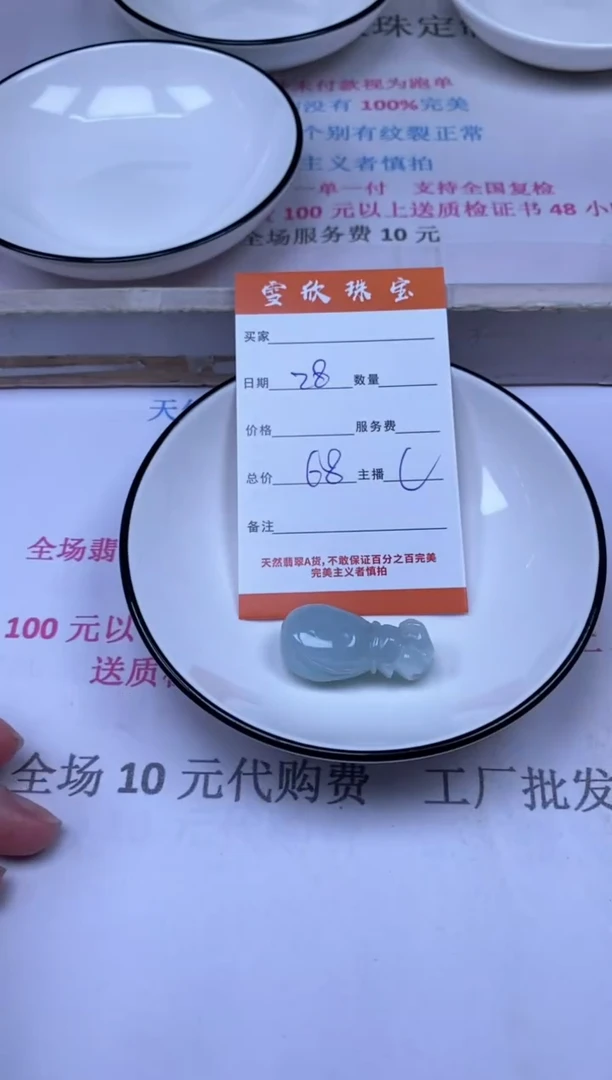 珠定
未付款视为跑单
没有 100%完美
个别有纹裂正常
主义者慎拍
一单一付 支持全国复检
100 元以上送质检证书 48 小
全场服务费 10 元
雪欣珠宝
买家
日期 28 数量
价格 服务费
总价 68 主播
备注
天然翡翠A货，不敢保证百分之百完美
完美主义者慎拍
天
全场翡
100 元以
送质
全场 10 元代购费 工厂批发